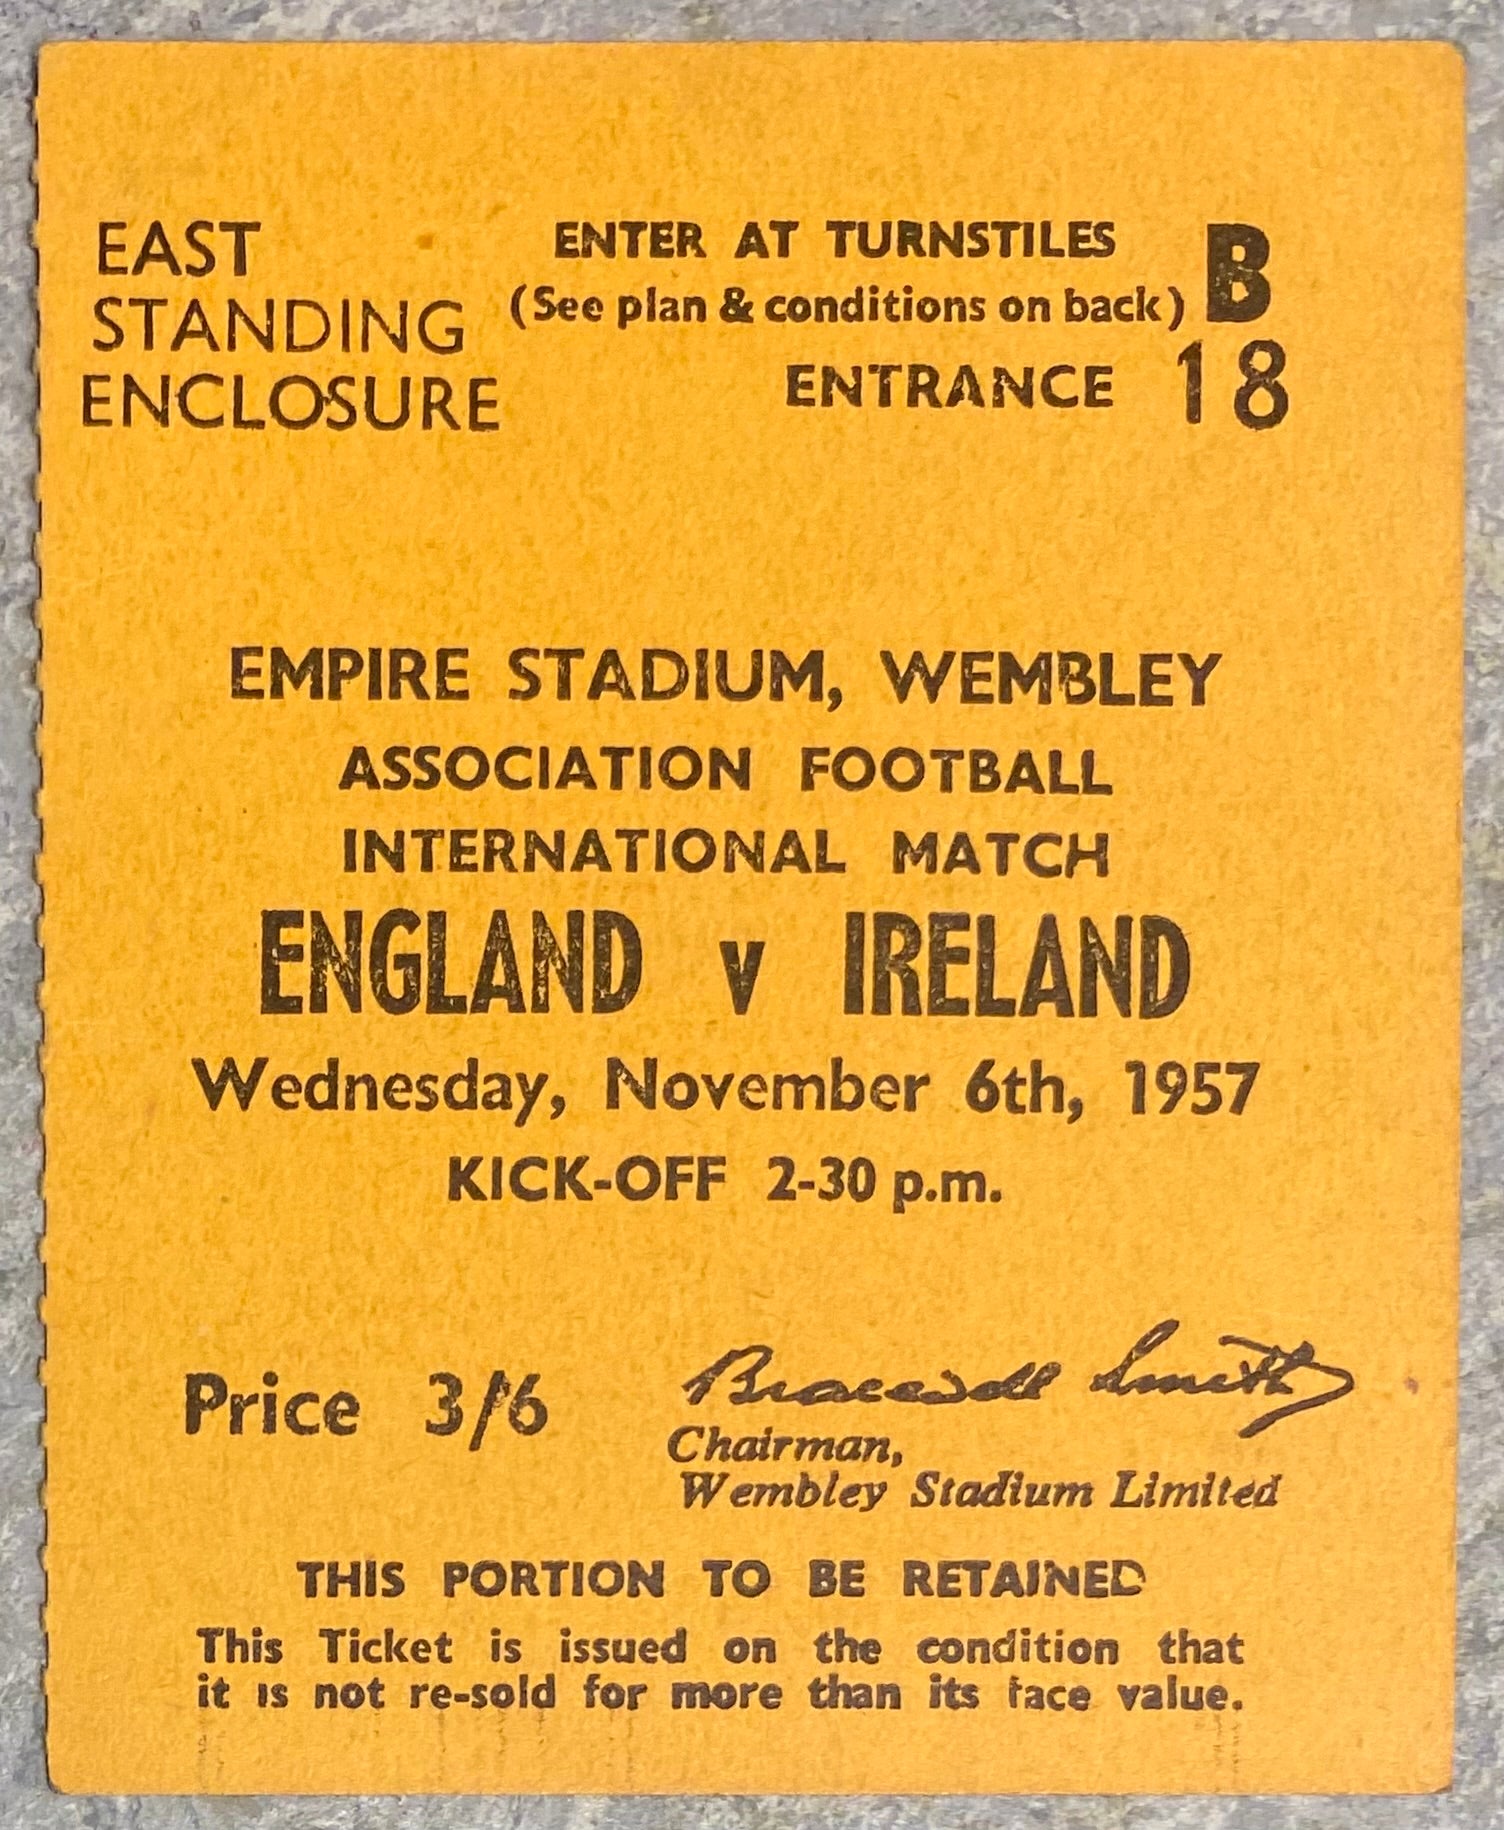 EAST
STANDING
ENCLOSURE
ENTER AT TURNSTILES B
(See plan & conditions on back)
ENTRANCE 18
EMPIRE STADIUM, WEMBLEY
ASSOCIATION FOOTBALL
INTERNATIONAL MATCH
ENGLAND v IRELAND
Wednesday, November 6th, 1957
KICK-OFF 2-30 p.m.
Price 3/6
Bracewell Smith
Chairman,
Wembley Stadium Limited
THIS PORTION TO BE RETAINED
This Ticket is issued on the condition that
it is not re-sold for more than its face value.